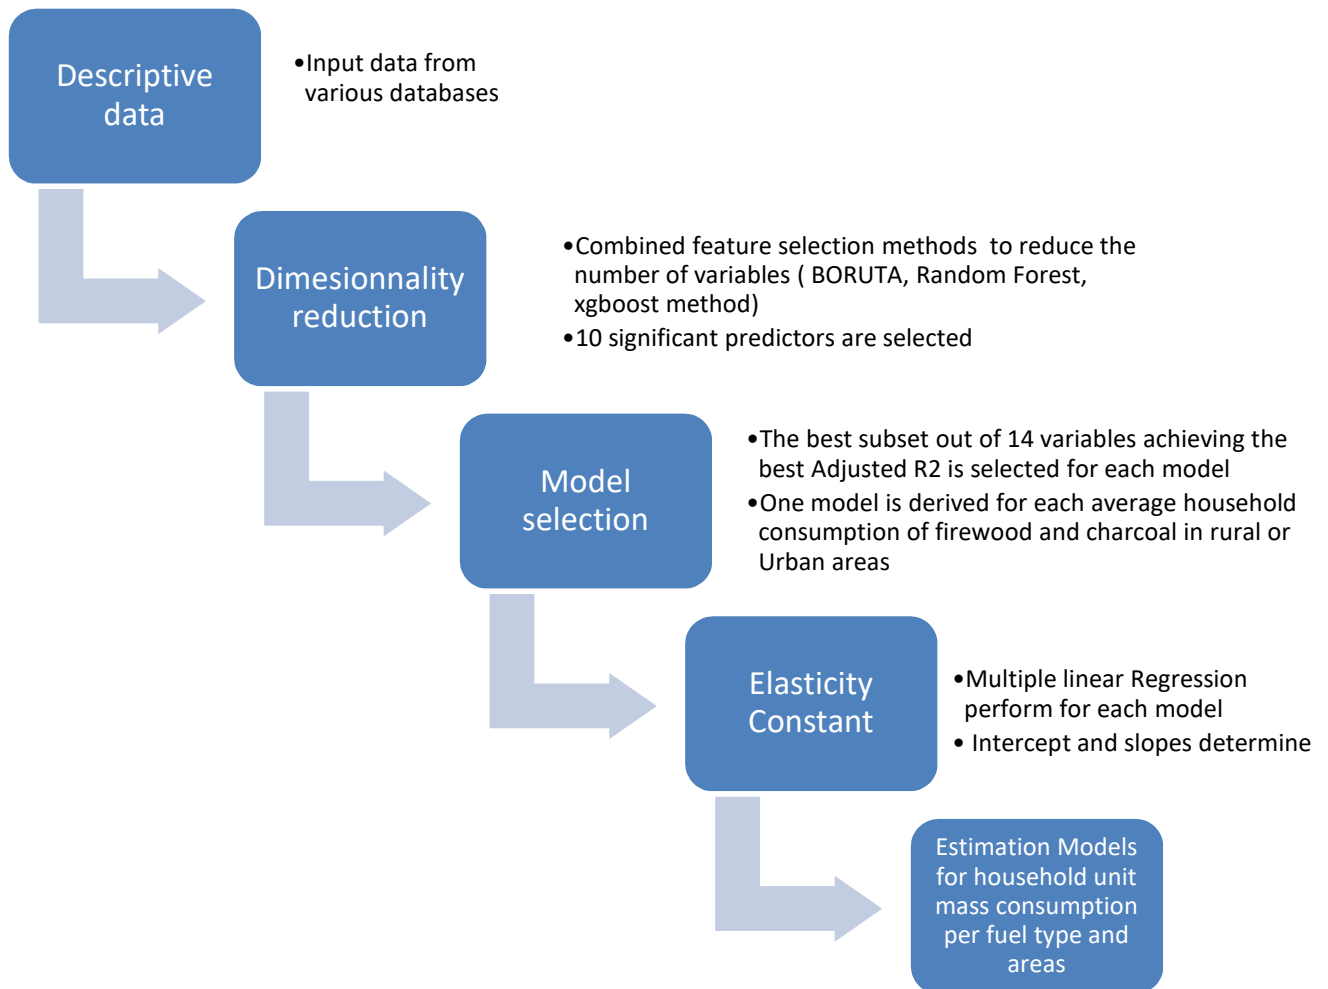 Descriptive
data
•Input data from
various databases
Dimesionnality
reduction
•Combined feature selection methods  to reduce the
number of variables ( BORUTA, Random Forest,
xgboost method)
•10 significant predictors are selected
Model
selection
•The best subset out of 14 variables achieving the
best Adjusted R2 is selected for each model
•One model is derived for each average household
consumption of firewood and charcoal in rural or
Urban areas
Elasticity
Constant
•Multiple linear Regression
perform for each model
• Intercept and slopes determine
Estimation Models
for household unit
mass consumption
per fuel type and
areas